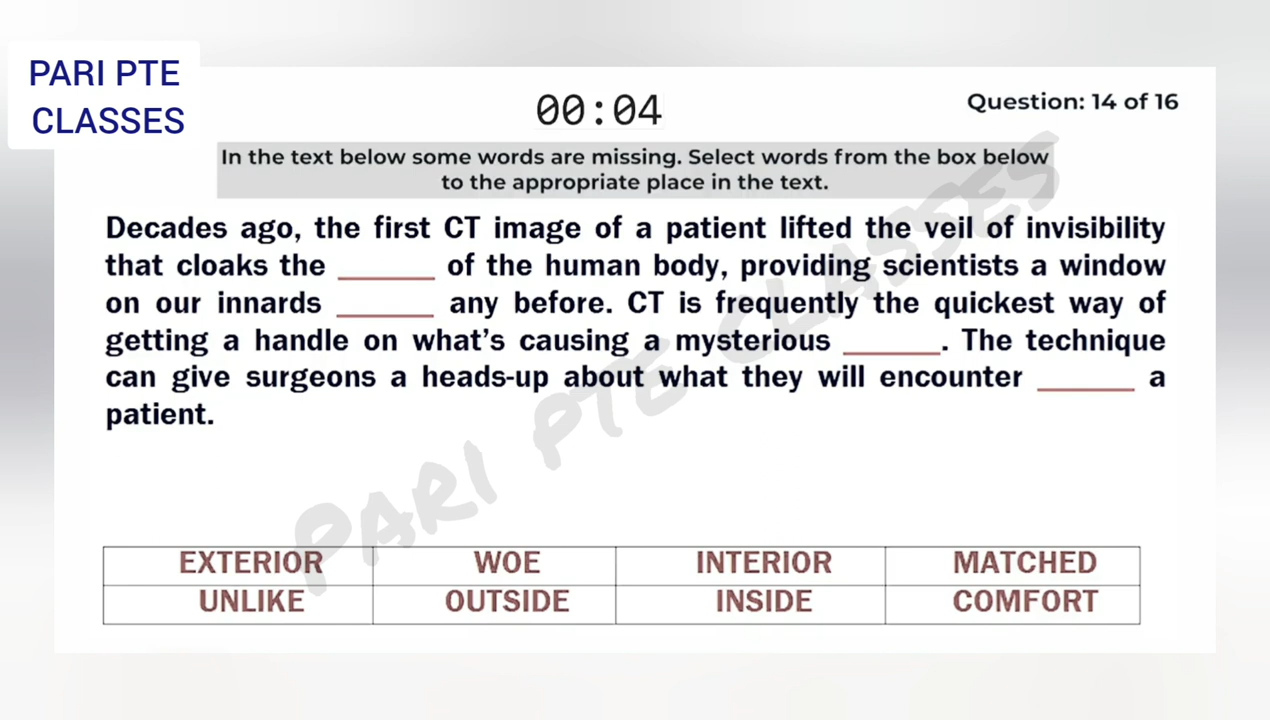 PARI PTE
CLASSES
00:04
Question: 14 of 16
In the text below some words are missing. Select words from the box below
to the appropriate place in the text.
Decades ago, the first CT image of a patient lifted the veil of invisibility
that cloaks the ______ of the human body, providing scientists a window
on our innards ______ any before. CT is frequently the quickest way of
getting a handle on what's causing a mysterious ______. The technique
can give surgeons a heads-up about what they will encounter ______ a
patient.
PARI PTE CLASSES
EXTERIOR WOE INTERIOR MATCHED
UNLIKE OUTSIDE INSIDE COMFORT